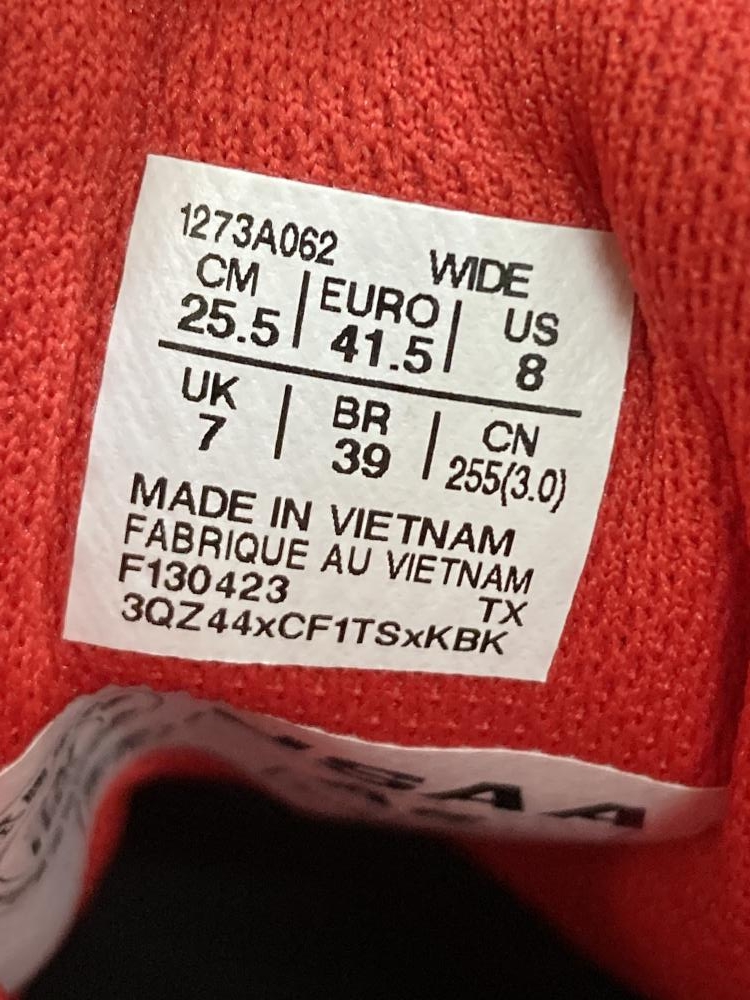 1273A062 WIDE
CM EURO US
25.5 41.5 8
UK BR CN
7 39 255(3.0)
MADE IN VIETNAM
FABRIQUE AU VIETNAM
F130423 TX
3QZ44xCF1TSxKBK